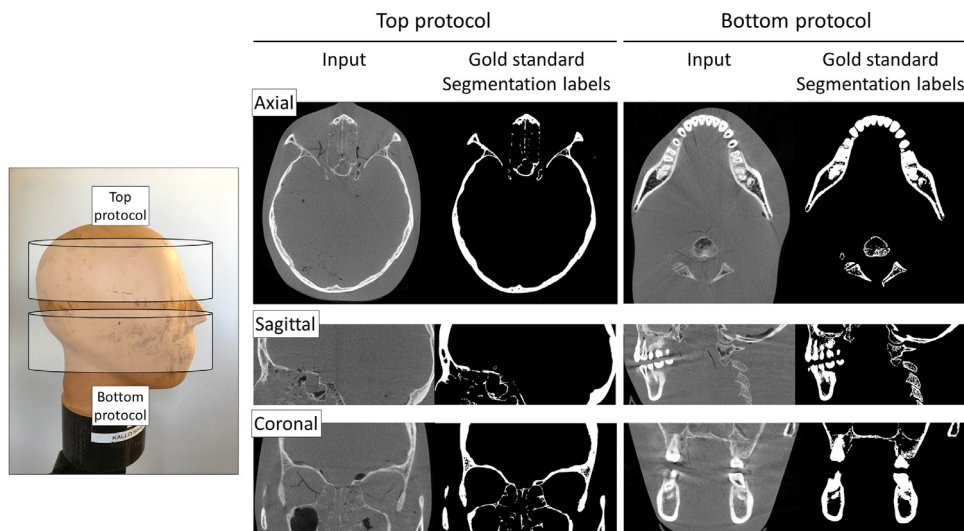 Top protocol
Bottom protocol
Input
Gold standard
Segmentation labels
Input
Gold standard
Segmentation labels
Axial
Sagittal
Coronal
Top
protocol
Bottom
protocol